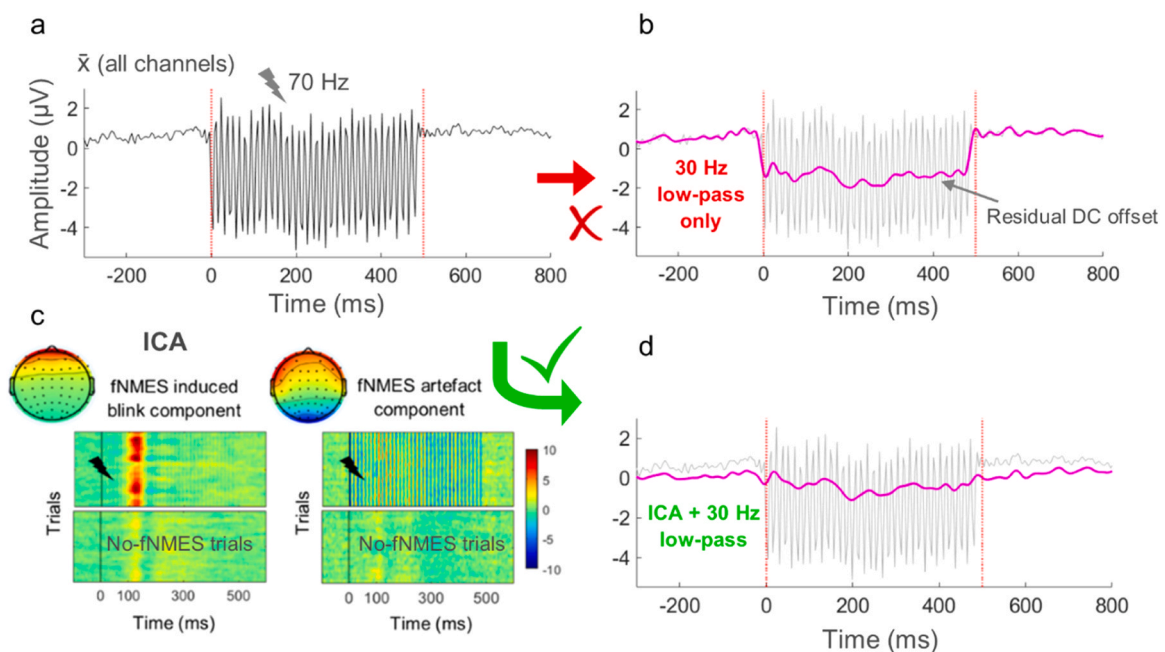 a
x̄ (all channels)
70 Hz
Amplitude (µV)
2
0
-2
-4
-200 0 200 400 600 800
Time (ms)
b
2
0
-2
-4
30 Hz
low-pass
only
Residual DC offset
-200 0 200 400 600 800
Time (ms)
c
ICA
fNMES induced
blink component
fNMES artefact
component
Trials
No-fNMES trials
0 100 300 500
Time (ms)
Trials
No-fNMES trials
0 100 300 500
Time (ms)
10
5
0
-5
-10
d
2
0
-2
-4
ICA + 30 Hz
low-pass
-200 0 200 400 600 800
Time (ms)